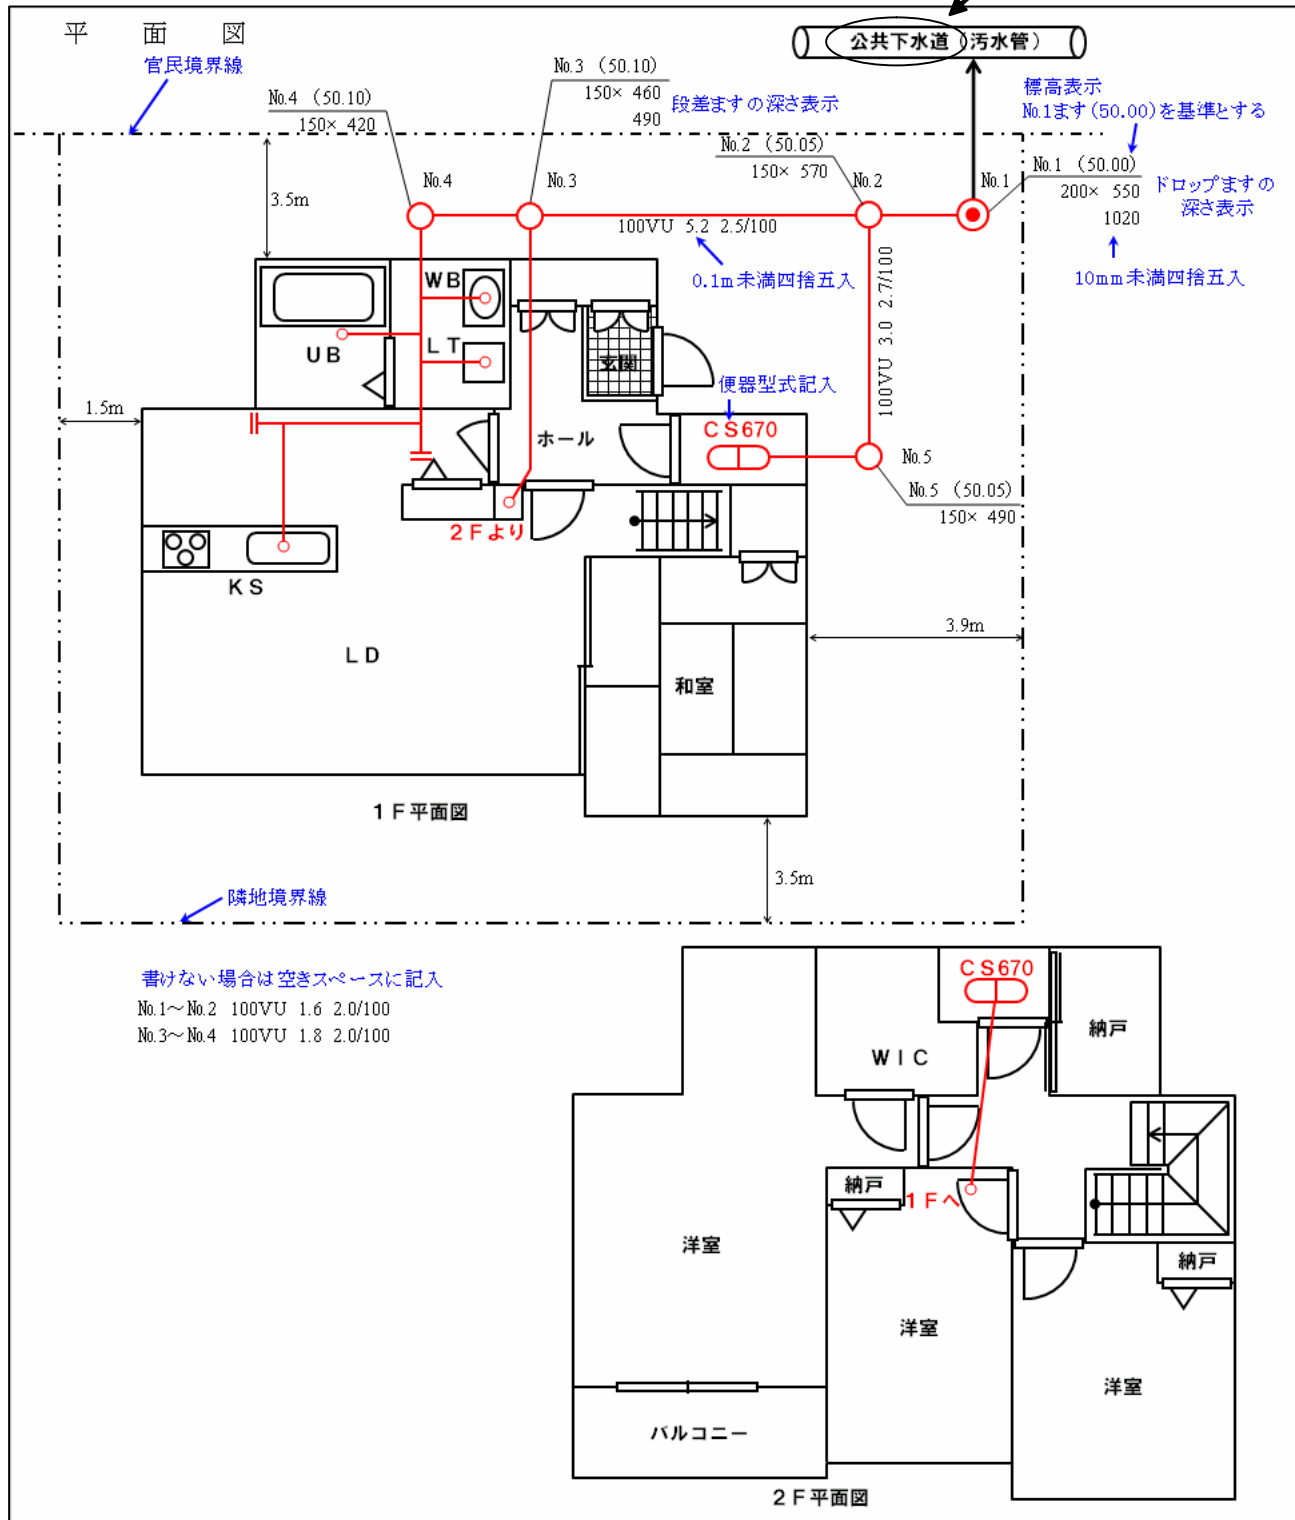 平 面 図
公共下水道（汚水管）
官民境界線
No.4 (50.10)
150× 420
No.3 (50.10)
150× 460
490
段差ますの深さ表示
標高表示
No.1ます(50.00)を基準とする
No.2 (50.05)
150× 570
No.1 (50.00)
200× 550
1020
ドロップますの
深さ表示
10mm未満四捨五入
No.4
No.3
No.2
No.1
3.5m
100VU 5.2 2.5/100
0.1m未満四捨五入
100VU 3.0 2.7/100
WB
UB
LT
玄関
便器型式記入
1.5m
CS670
ホール
No.5
No.5 (50.05)
150× 490
2Fより
KS
LD
3.9m
和室
1F平面図
3.5m
隣地境界線
書けない場合は空きスペースに記入
No.1～No.2 100VU 1.6 2.0/100
No.3～No.4 100VU 1.8 2.0/100
CS670
納戸
WIC
納戸
1Fへ
洋室
納戸
洋室
洋室
バルコニー
2F平面図